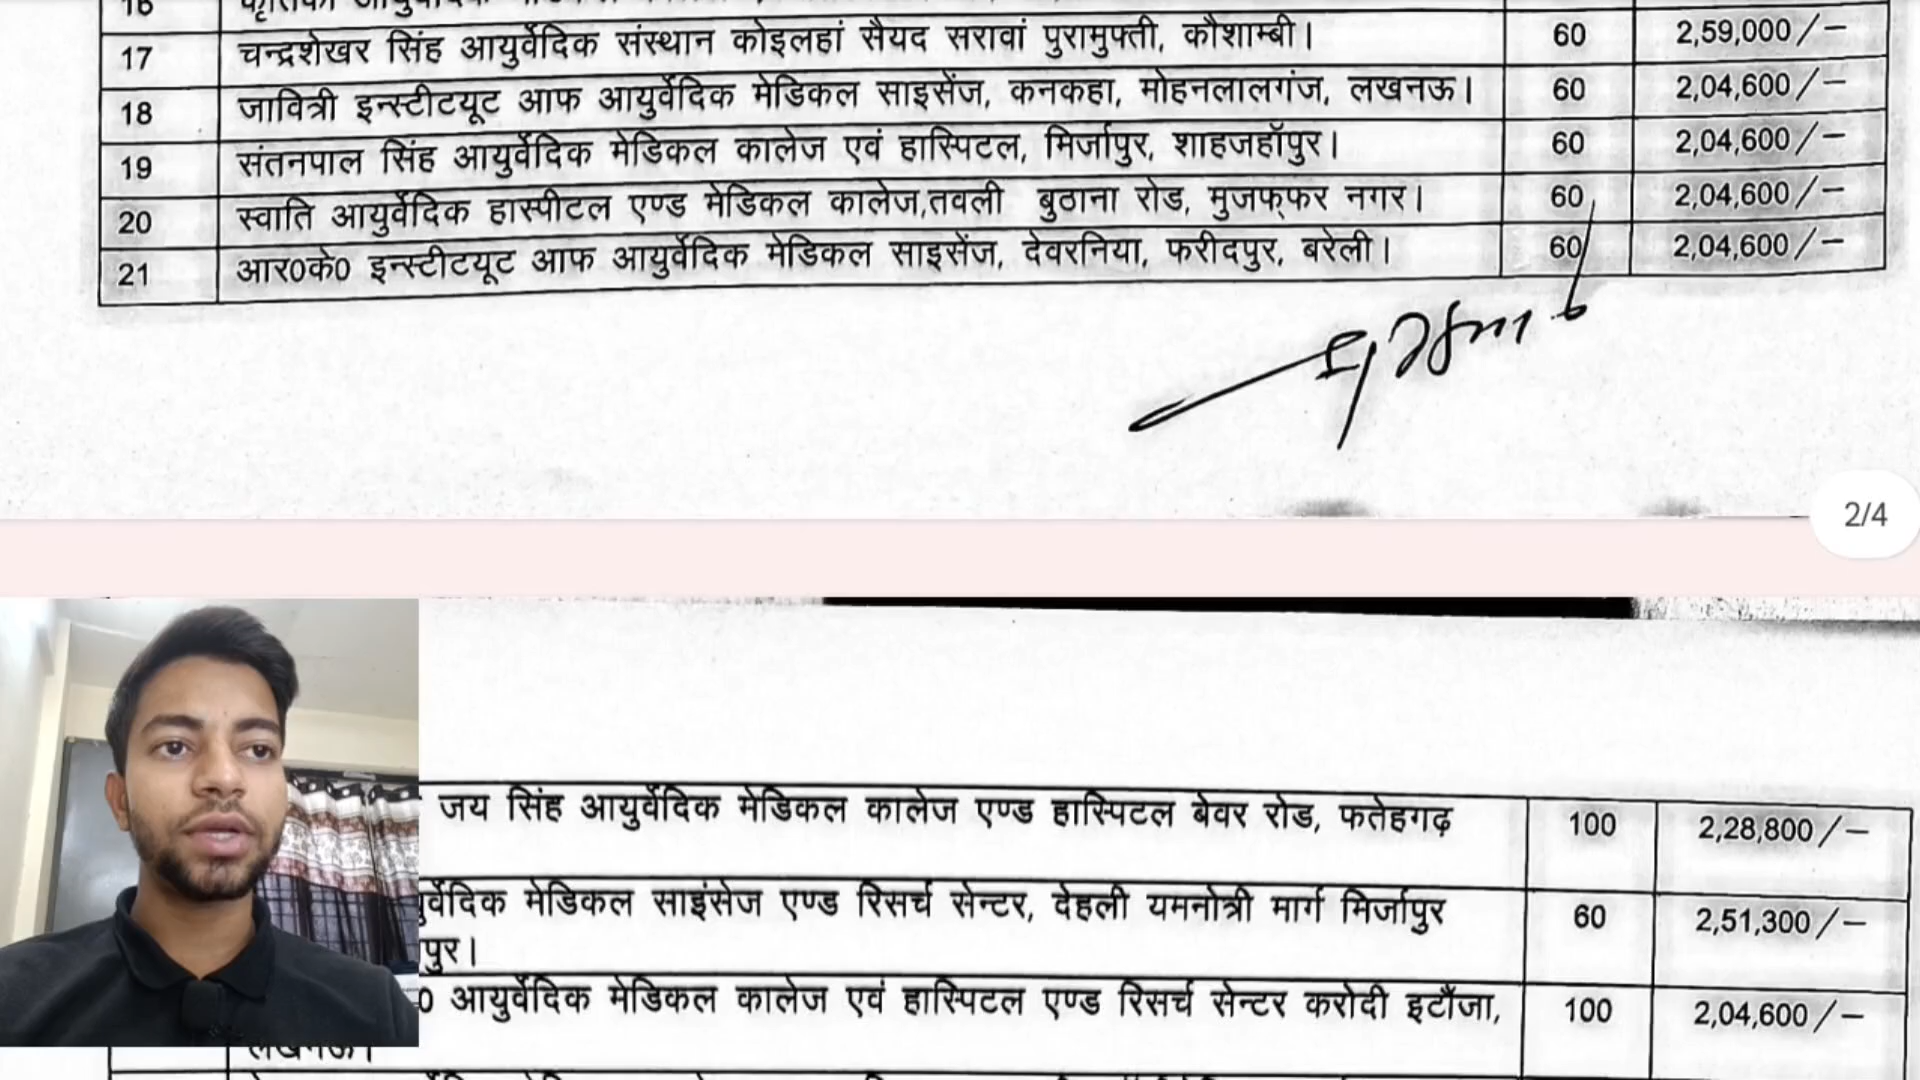 16
17 चन्द्रशेखर सिंह आयुर्वेदिक संस्थान कोइलहां सैयद सरावां पुरामुफ्ती, कौशाम्बी। 60 2,59,000/–
18 जावित्री इन्स्टीटयूट आफ आयुर्वेदिक मेडिकल साइसेंज, कनकहा, मोहनलालगंज, लखनऊ। 60 2,04,600/–
19 संतनपाल सिंह आयुर्वेदिक मेडिकल कालेज एवं हास्पिटल, मिर्जापुर, शाहजहॉपुर। 60 2,04,600/–
20 स्वाति आयुर्वेदिक हास्पीटल एण्ड मेडिकल कालेज,तवली बुठाना रोड, मुजफ्फर नगर। 60 2,04,600/–
21 आर0के0 इन्स्टीटयूट आफ आयुर्वेदिक मेडिकल साइसेंज, देवरनिया, फरीदपुर, बरेली। 60 2,04,600/–
2/4
जय सिंह आयुर्वेदिक मेडिकल कालेज एण्ड हास्पिटल बेवर रोड, फतेहगढ़ 100 2,28,800/–
मेडिकल साइंसेज एण्ड रिसर्च सेन्टर, देहली यमनोत्री मार्ग मिर्जापुर 60 2,51,300/–
पुर।
0 आयुर्वेदिक मेडिकल कालेज एवं हास्पिटल एण्ड रिसर्च सेन्टर करोदी इटौंजा, 100 2,04,600/–